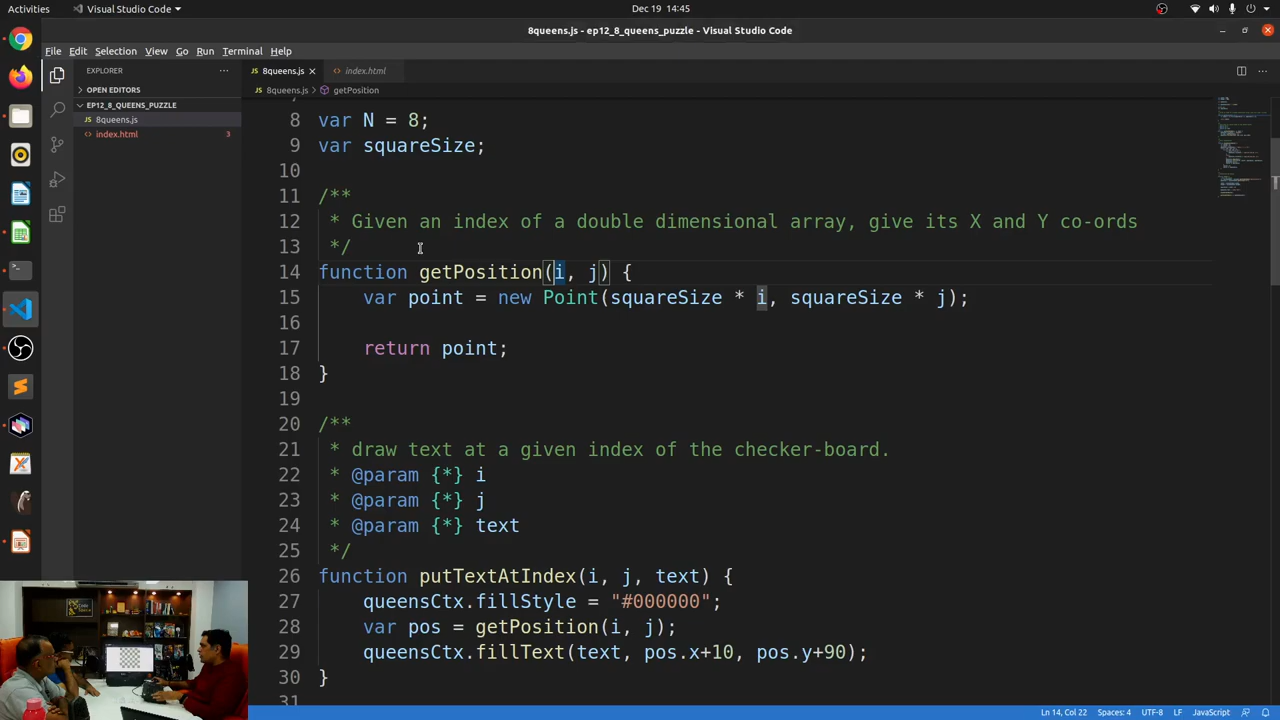 Activities
Visual Studio Code
Dec 19 14:45
8queens.js - ep12_8_queens_puzzle - Visual Studio Code
File Edit Selection View Go Run Terminal Help
EXPLORER
8queens.js
index.html
OPEN EDITORS
8queens.js > getPosition
EP12_8_QUEENS_PUZZLE
8queens.js
index.html 3
8 var N = 8;
9 var squareSize;
10
11 /**
12 * Given an index of a double dimensional array, give its X and Y co-ords
13 */
14 function getPosition(i, j) {
15 var point = new Point(squareSize * i, squareSize * j);
16
17 return point;
18 }
19
20 /**
21 * draw text at a given index of the checker-board.
22 * @param {*} i
23 * @param {*} j
24 * @param {*} text
25 */
26 function putTextAtIndex(i, j, text) {
27 queensCtx.fillStyle = "#000000";
28 var pos = getPosition(i, j);
29 queensCtx.fillText(text, pos.x+10, pos.y+90);
30 }
31
Ln 14, Col 22 Spaces: 4 UTF-8 LF JavaScript